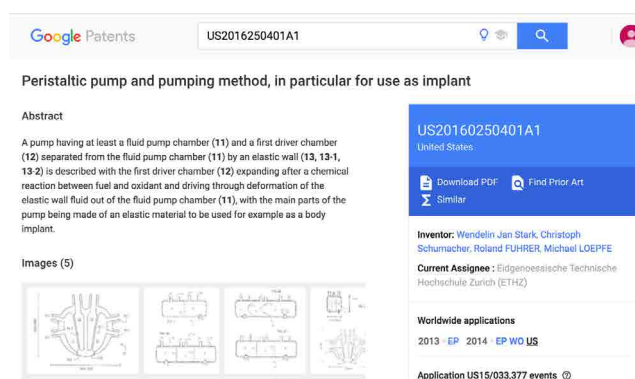 Google Patents
US2016250401A1
Peristaltic pump and pumping method, in particular for use as implant
Abstract
A pump having at least a fluid pump chamber (11) and a first driver chamber
(12) separated from the fluid pump chamber (11) by an elastic wall (13, 13-1,
13-2) is described with the first driver chamber (12) expanding after a chemical
reaction between fuel and oxidant and driving through deformation of the
elastic wall fluid out of the fluid pump chamber (11), with the main parts of the
pump being made of an elastic material to be used for example as a body
implant.
Images (5)
US20160250401A1
United States
Download PDF Find Prior Art
Similar
Inventor: Wendelin Jan Stark, Christoph
Schumacher, Roland FUHRER, Michael LOEPFE
Current Assignee : Eidgenoessische Technische
Hochschule Zurich (ETHZ)
Worldwide applications
2013 EP 2014 EP WO US
Application US15/033,377 events